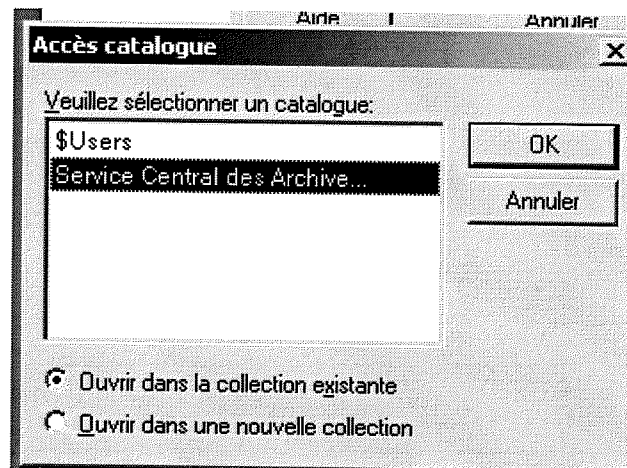 Aide Annuler
Accès catalogue
Veuillez sélectionner un catalogue:
$Users
Service Central des Archive...
OK
Annuler
Ouvrir dans la collection existante
Ouvrir dans une nouvelle collection